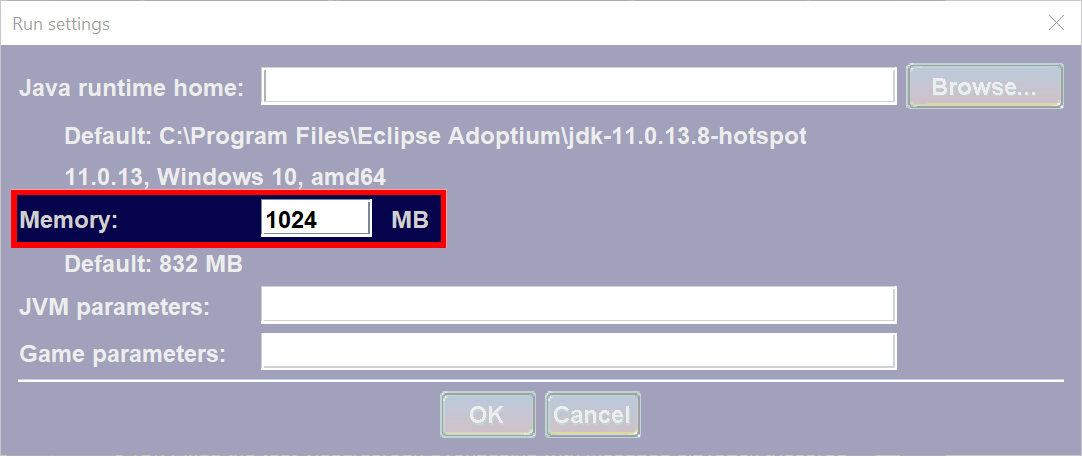 Run settings
Java runtime home: Browse...
Default: C:\Program Files\Eclipse Adoptium\jdk-11.0.13.8-hotspot
11.0.13, Windows 10, amd64
Memory: 1024 MB
Default: 832 MB
JVM parameters:
Game parameters:
OK Cancel